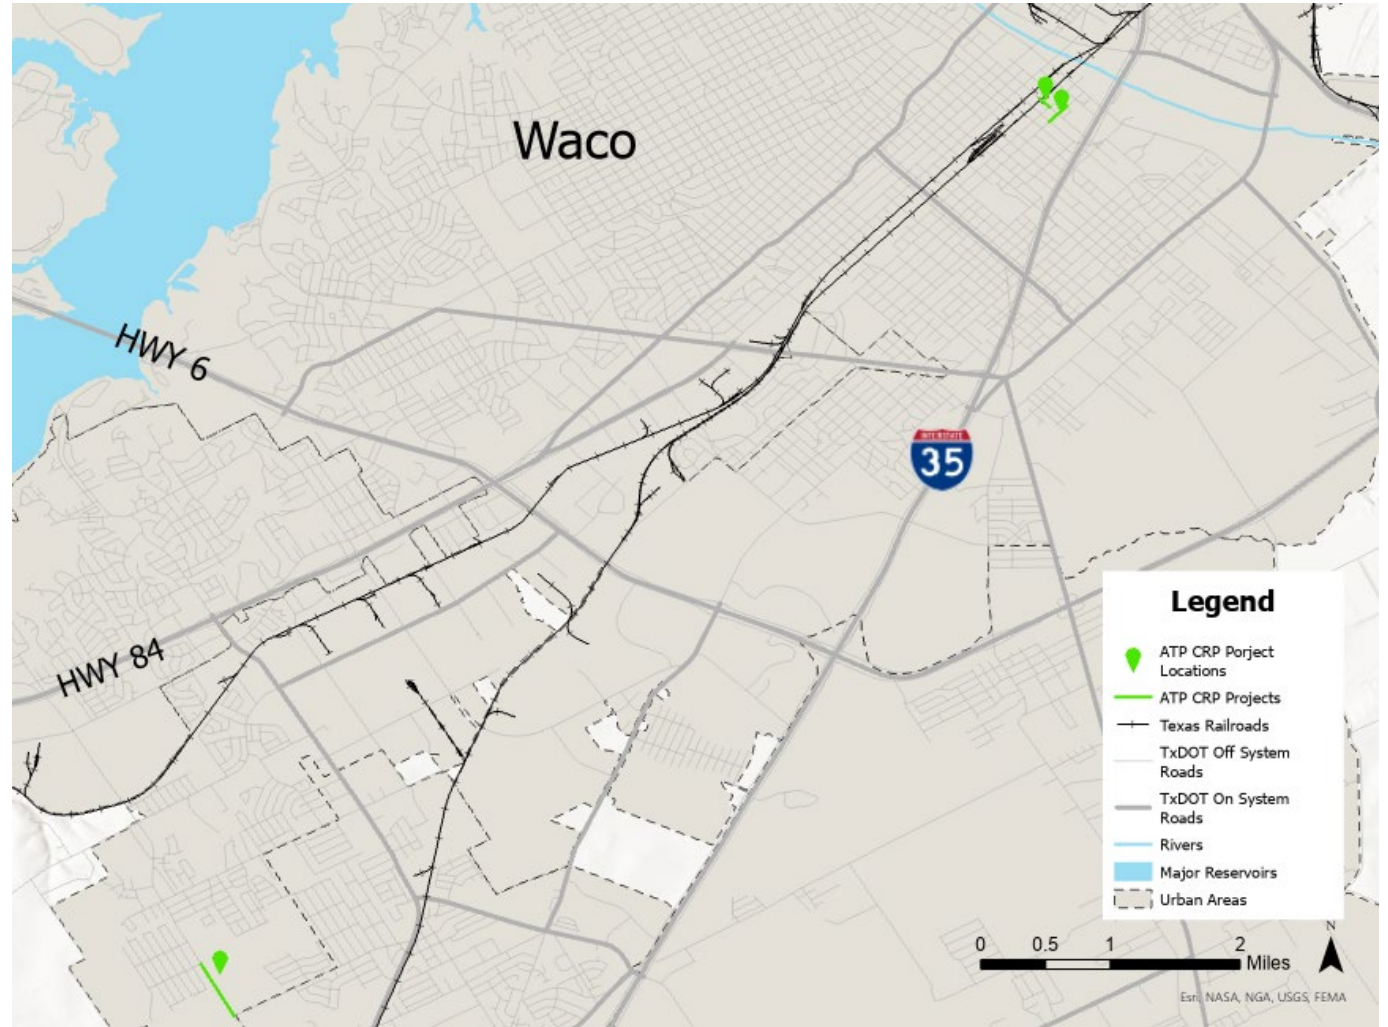 Waco
HWY 6
INTERSTATE
35
HWY 84
Legend
ATP CRP Porject
Locations
ATP CRP Projects
Texas Railroads
TxDOT Off System
Roads
TxDOT On System
Roads
Rivers
Major Reservoirs
Urban Areas
N
0 0.5 1 2
Miles
Esri, NASA, NGA, USGS, FEMA